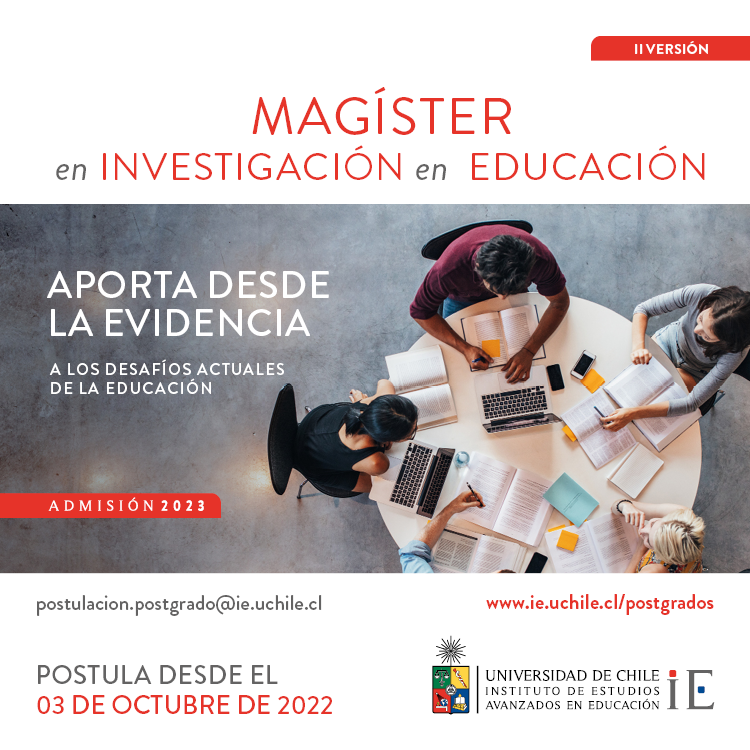 II VERSIÓN
MAGÍSTER
en INVESTIGACIÓN en EDUCACIÓN
APORTA DESDE
LA EVIDENCIA
A LOS DESAFÍOS ACTUALES
DE LA EDUCACIÓN
ADMISIÓN 2023
postulacion.postgrado@ie.uchile.cl
www.ie.uchile.cl/postgrados
POSTULA DESDE EL
03 DE OCTUBRE DE 2022
UNIVERSIDAD DE CHILE
INSTITUTO DE ESTUDIOS
AVANZADOS EN EDUCACIÓN
iE